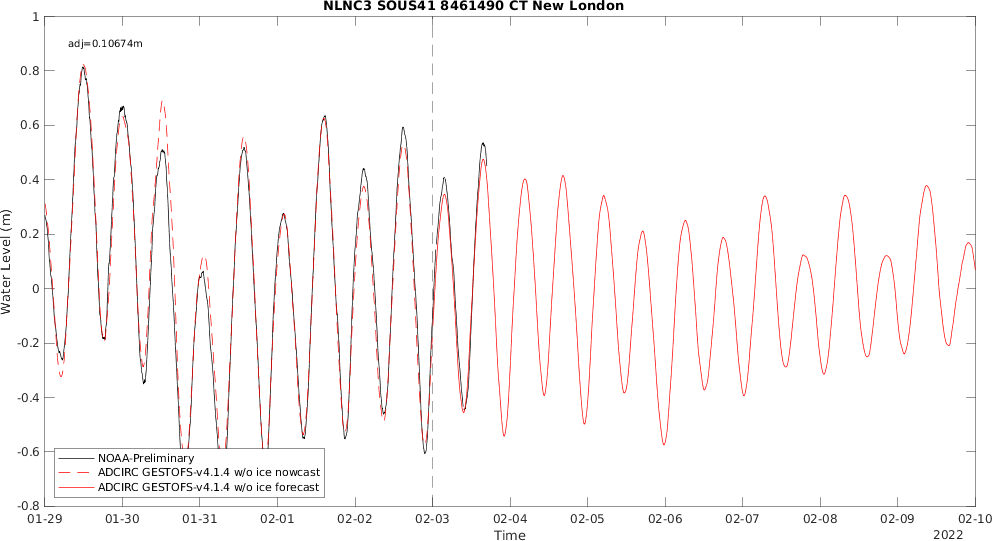 NLNC3 SOUS41 8461490 CT New London
adj=0.10674m
Water Level (m)
1
0.8
0.6
0.4
0.2
0
-0.2
-0.4
-0.6
-0.8
NOAA-Preliminary
ADCIRC GESTOFS-v4.1.4 w/o ice nowcast
ADCIRC GESTOFS-v4.1.4 w/o ice forecast
01-29 01-30 01-31 02-01 02-02 02-03 02-04 02-05 02-06 02-07 02-08 02-09 02-10
Time
2022